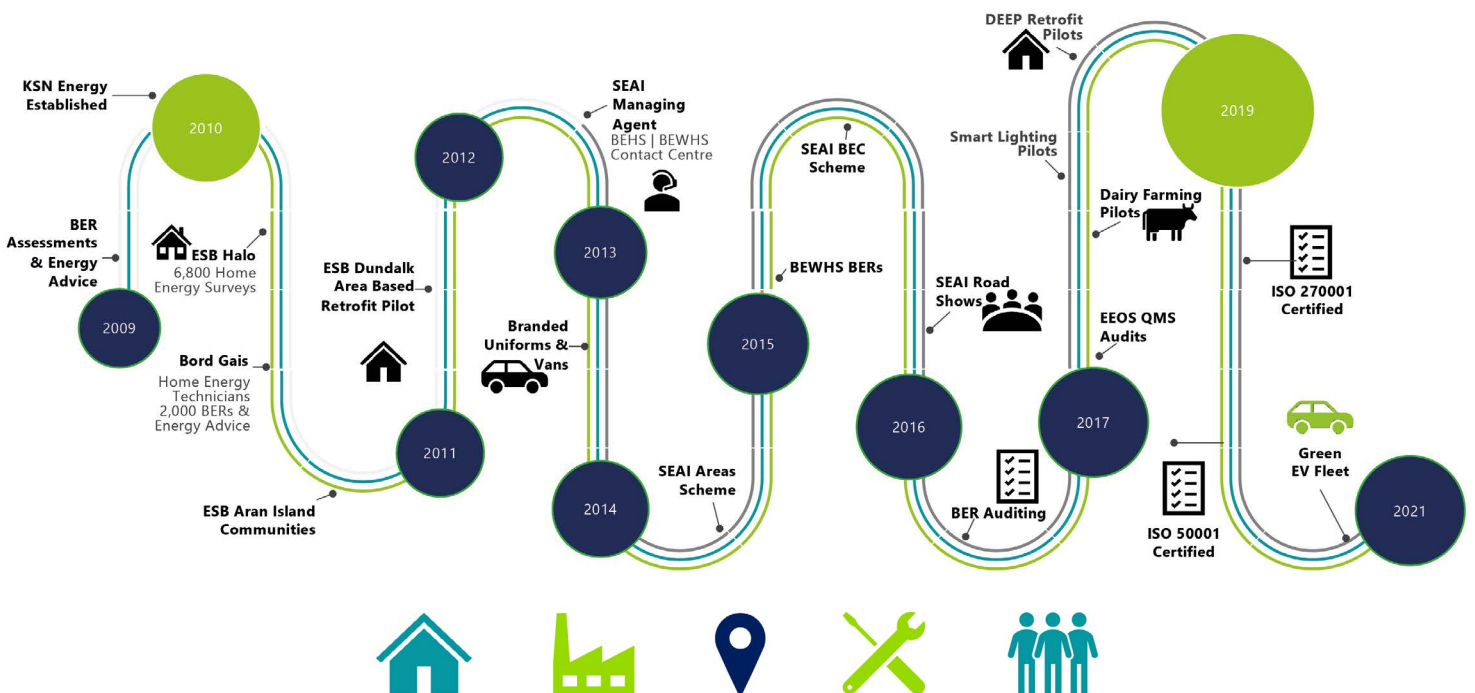 BER
Assessments
& Energy
Advice
2009
KSN Energy
Established
2010
ESB Halo
6,800 Home
Energy Surveys
Bord Gais
Home Energy
Technicians
2,000 BERs &
Energy Advice
ESB Aran Island
Communities
2011
ESB Dundalk
Area Based
Retrofit Pilot
2012
SEAI
Managing
Agent
BEHS | BEWHS
Contact Centre
2013
Branded
Uniforms &
Vans
2014
SEAI Areas
Scheme
2015
BEWHS BERs
SEAI BEC
Scheme
SEAI Road
Shows
2016
BER Auditing
2017
EEOS QMS
Audits
Dairy Farming
Pilots
Smart Lighting
Pilots
DEEP Retrofit
Pilots
2019
ISO 270001
Certified
ISO 50001
Certified
Green
EV Fleet
2021